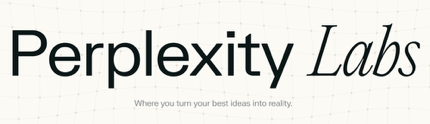 Perplexity Labs
Where you turn your best ideas into reality.